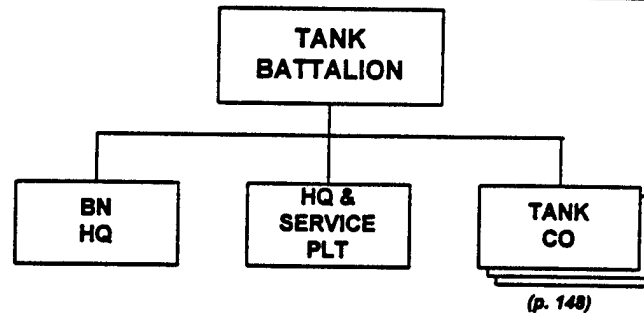 TANK
BATTALION
BN
HQ
HQ &
SERVICE
PLT
TANK
CO
(p. 148)